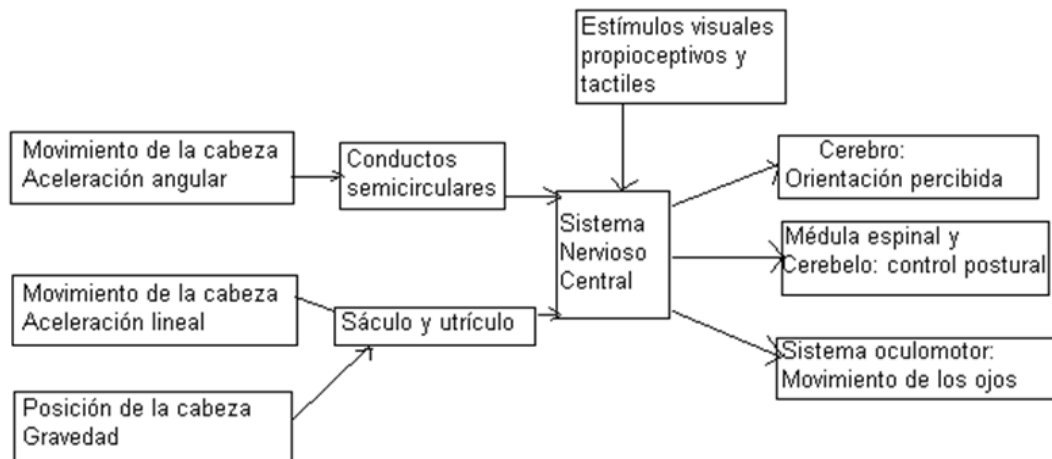 Estímulos visuales
propioceptivos y
tactiles
Movimiento de la cabeza
Aceleración angular
Conductos
semicirculares
Cerebro:
Orientación percibida
Sistema
Nervioso
Central
Médula espinal y
Cerebelo: control postural
Movimiento de la cabeza
Aceleración lineal
Sáculo y utrículo
Sistema oculomotor:
Movimiento de los ojos
Posición de la cabeza
Gravedad